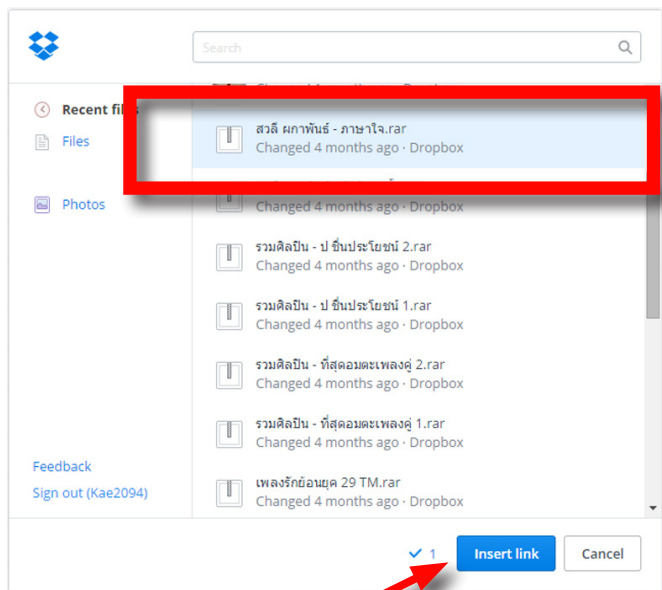 Search
Recent files
Files
Photos
Feedback
Sign out (Kae2094)
สวลี ผกาพันธ์ - ภาษาใจ.rar
Changed 4 months ago · Dropbox
Changed 4 months ago · Dropbox
รวมศิลปิน - ป ชื่นประโยชน์ 2.rar
Changed 4 months ago · Dropbox
รวมศิลปิน - ป ชื่นประโยชน์ 1.rar
Changed 4 months ago · Dropbox
รวมศิลปิน - ที่สุดอมตะเพลงคู่ 2.rar
Changed 4 months ago · Dropbox
รวมศิลปิน - ที่สุดอมตะเพลงคู่ 1.rar
Changed 4 months ago · Dropbox
เพลงรักย้อนยุค 29 TM.rar
Changed 4 months ago · Dropbox
1
Insert link
Cancel